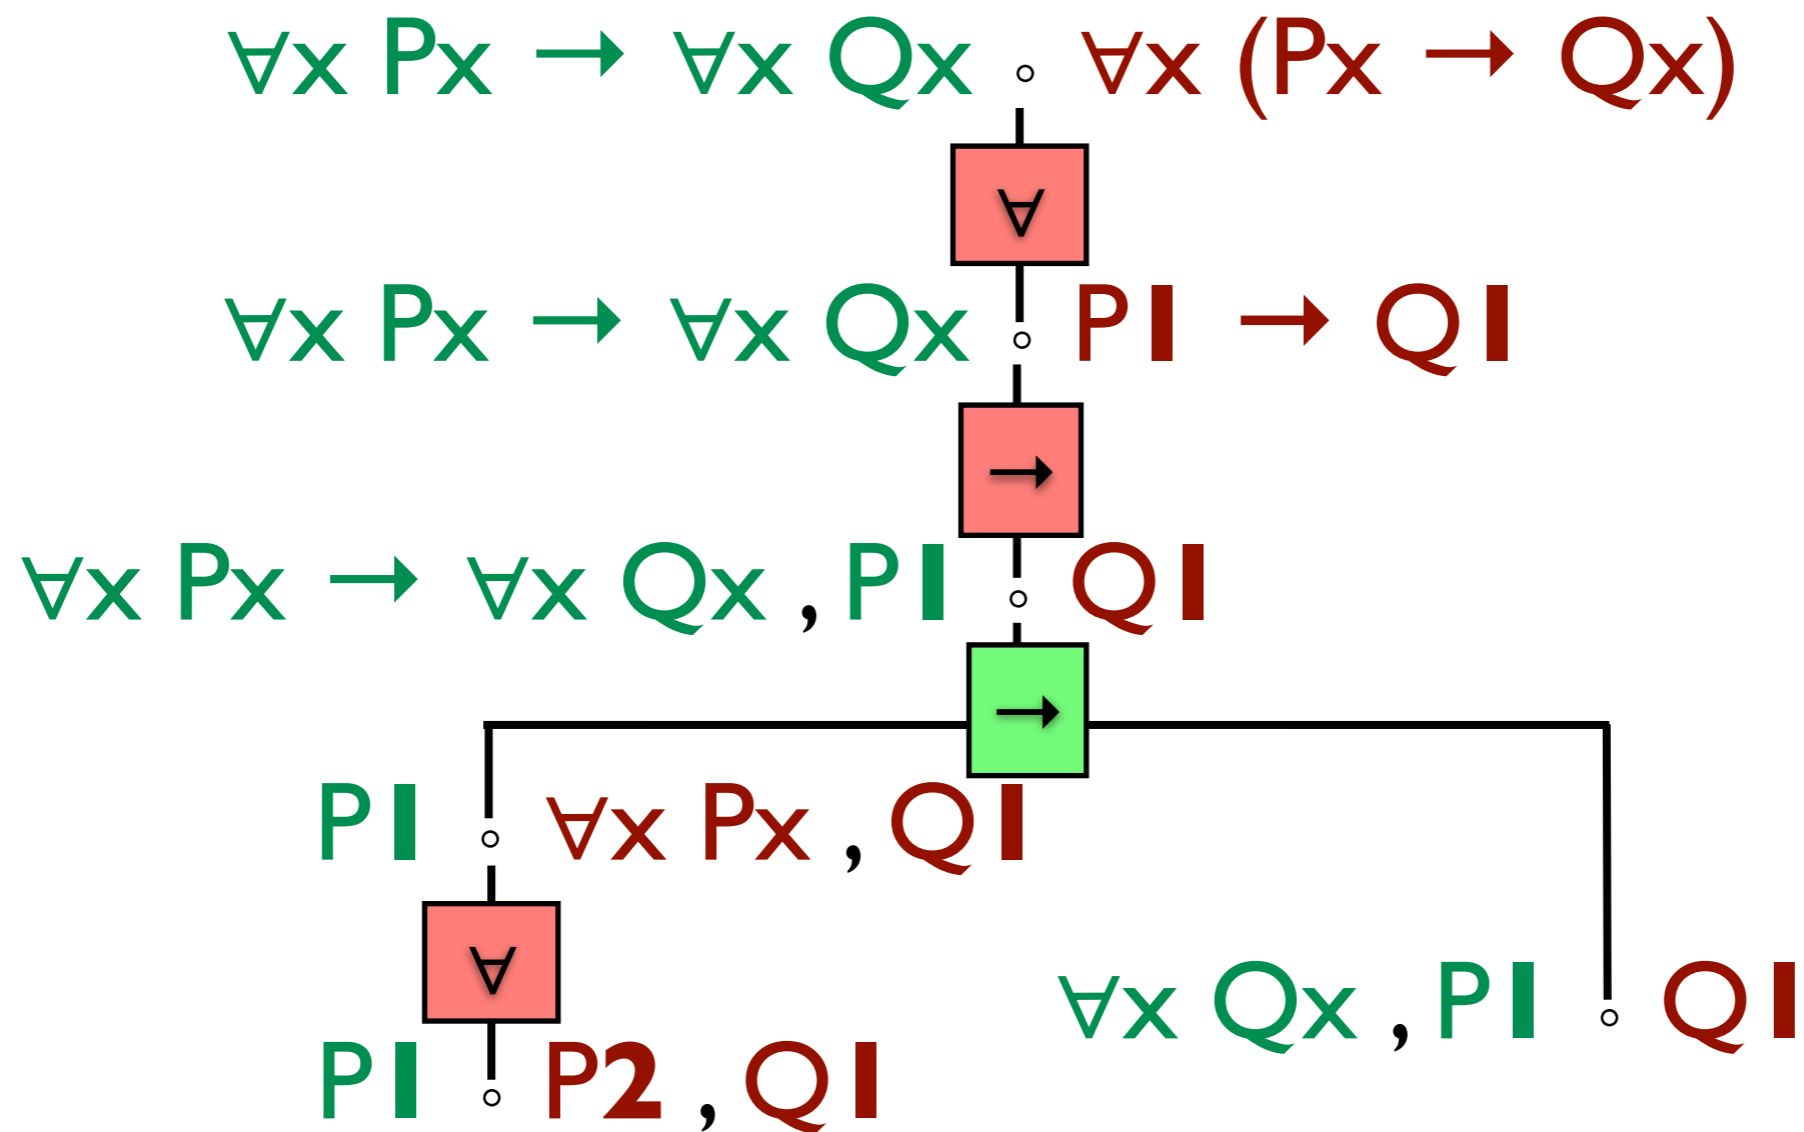 ∀x Px → ∀x Qx ◦ ∀x (Px → Qx)
∀
∀x Px → ∀x Qx ◦ P1 → Q1
→
∀x Px → ∀x Qx , P1 ◦ Q1
→
P1 ◦ ∀x Px , Q1
∀
∀x Qx , P1 ◦ Q1
P1 ◦ P2 , Q1